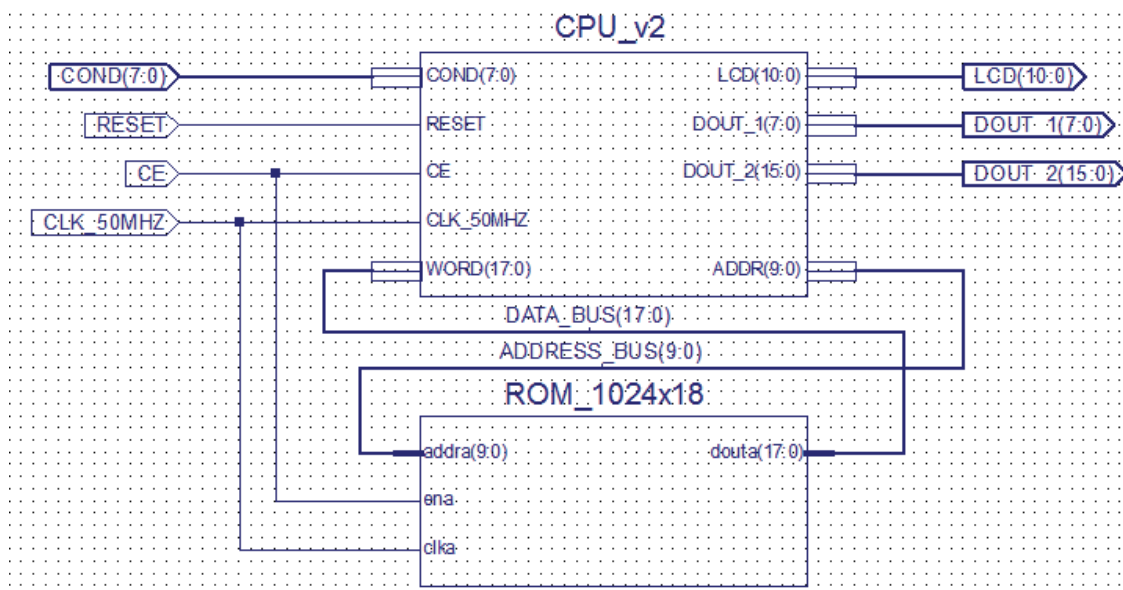 CPU_v2
COND(7:0) COND(7:0) LCD(10:0) LCD(10:0)
RESET RESET DOUT_1(7:0) DOUT_1(7:0)
CE CE DOUT_2(15:0) DOUT_2(15:0)
CLK_50MHZ CLK_50MHZ
WORD(17:0) ADDR(9:0)
DATA_BUS(17:0)
ADDRESS_BUS(9:0)
ROM_1024x18
addra(9:0) douta(17:0)
ena
clka